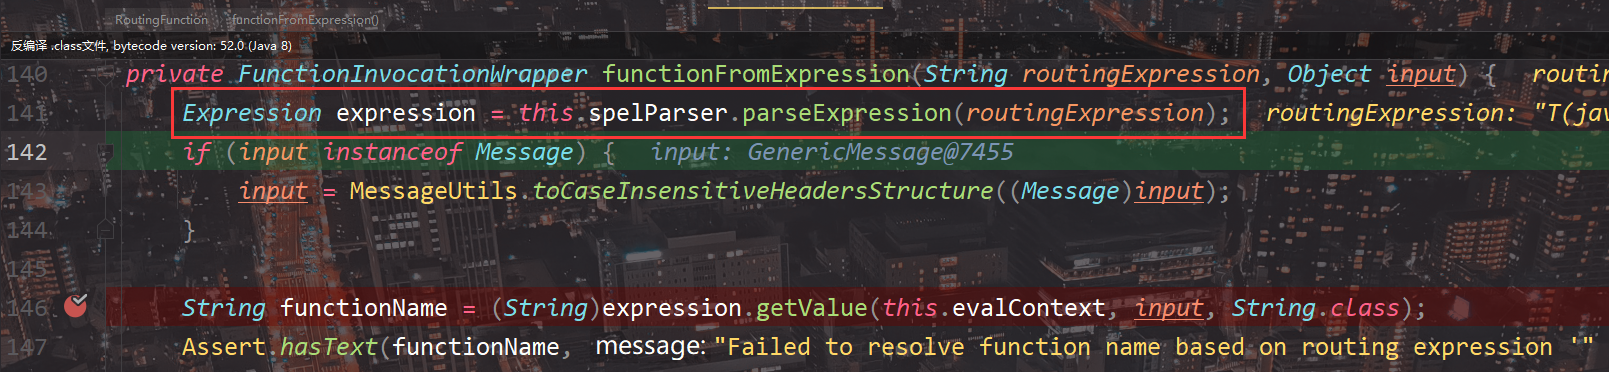 RoutingFunction functionFromExpression()
反编译 .class文件, bytecode version: 52.0 (Java 8)
140 private FunctionInvocationWrapper functionFromExpression(String routingExpression, Object input) { routin
141 Expression expression = this.spelParser.parseExpression(routingExpression); routingExpression: "T(jav
142 if (input instanceof Message) { input: GenericMessage@7455
143 input = MessageUtils.toCaseInsensitiveHeadersStructure((Message)input);
144 }
145
146 String functionName = (String)expression.getValue(this.evalContext, input, String.class);
147 Assert.hasText(functionName, message: "Failed to resolve function name based on routing expression '"